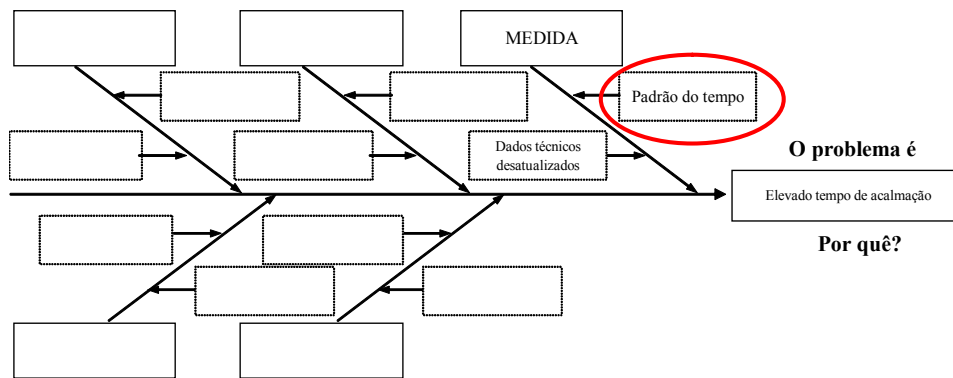 MEDIDA
Padrão do tempo
Dados técnicos
desatualizados
O problema é
Elevado tempo de acalmação
Por quê?